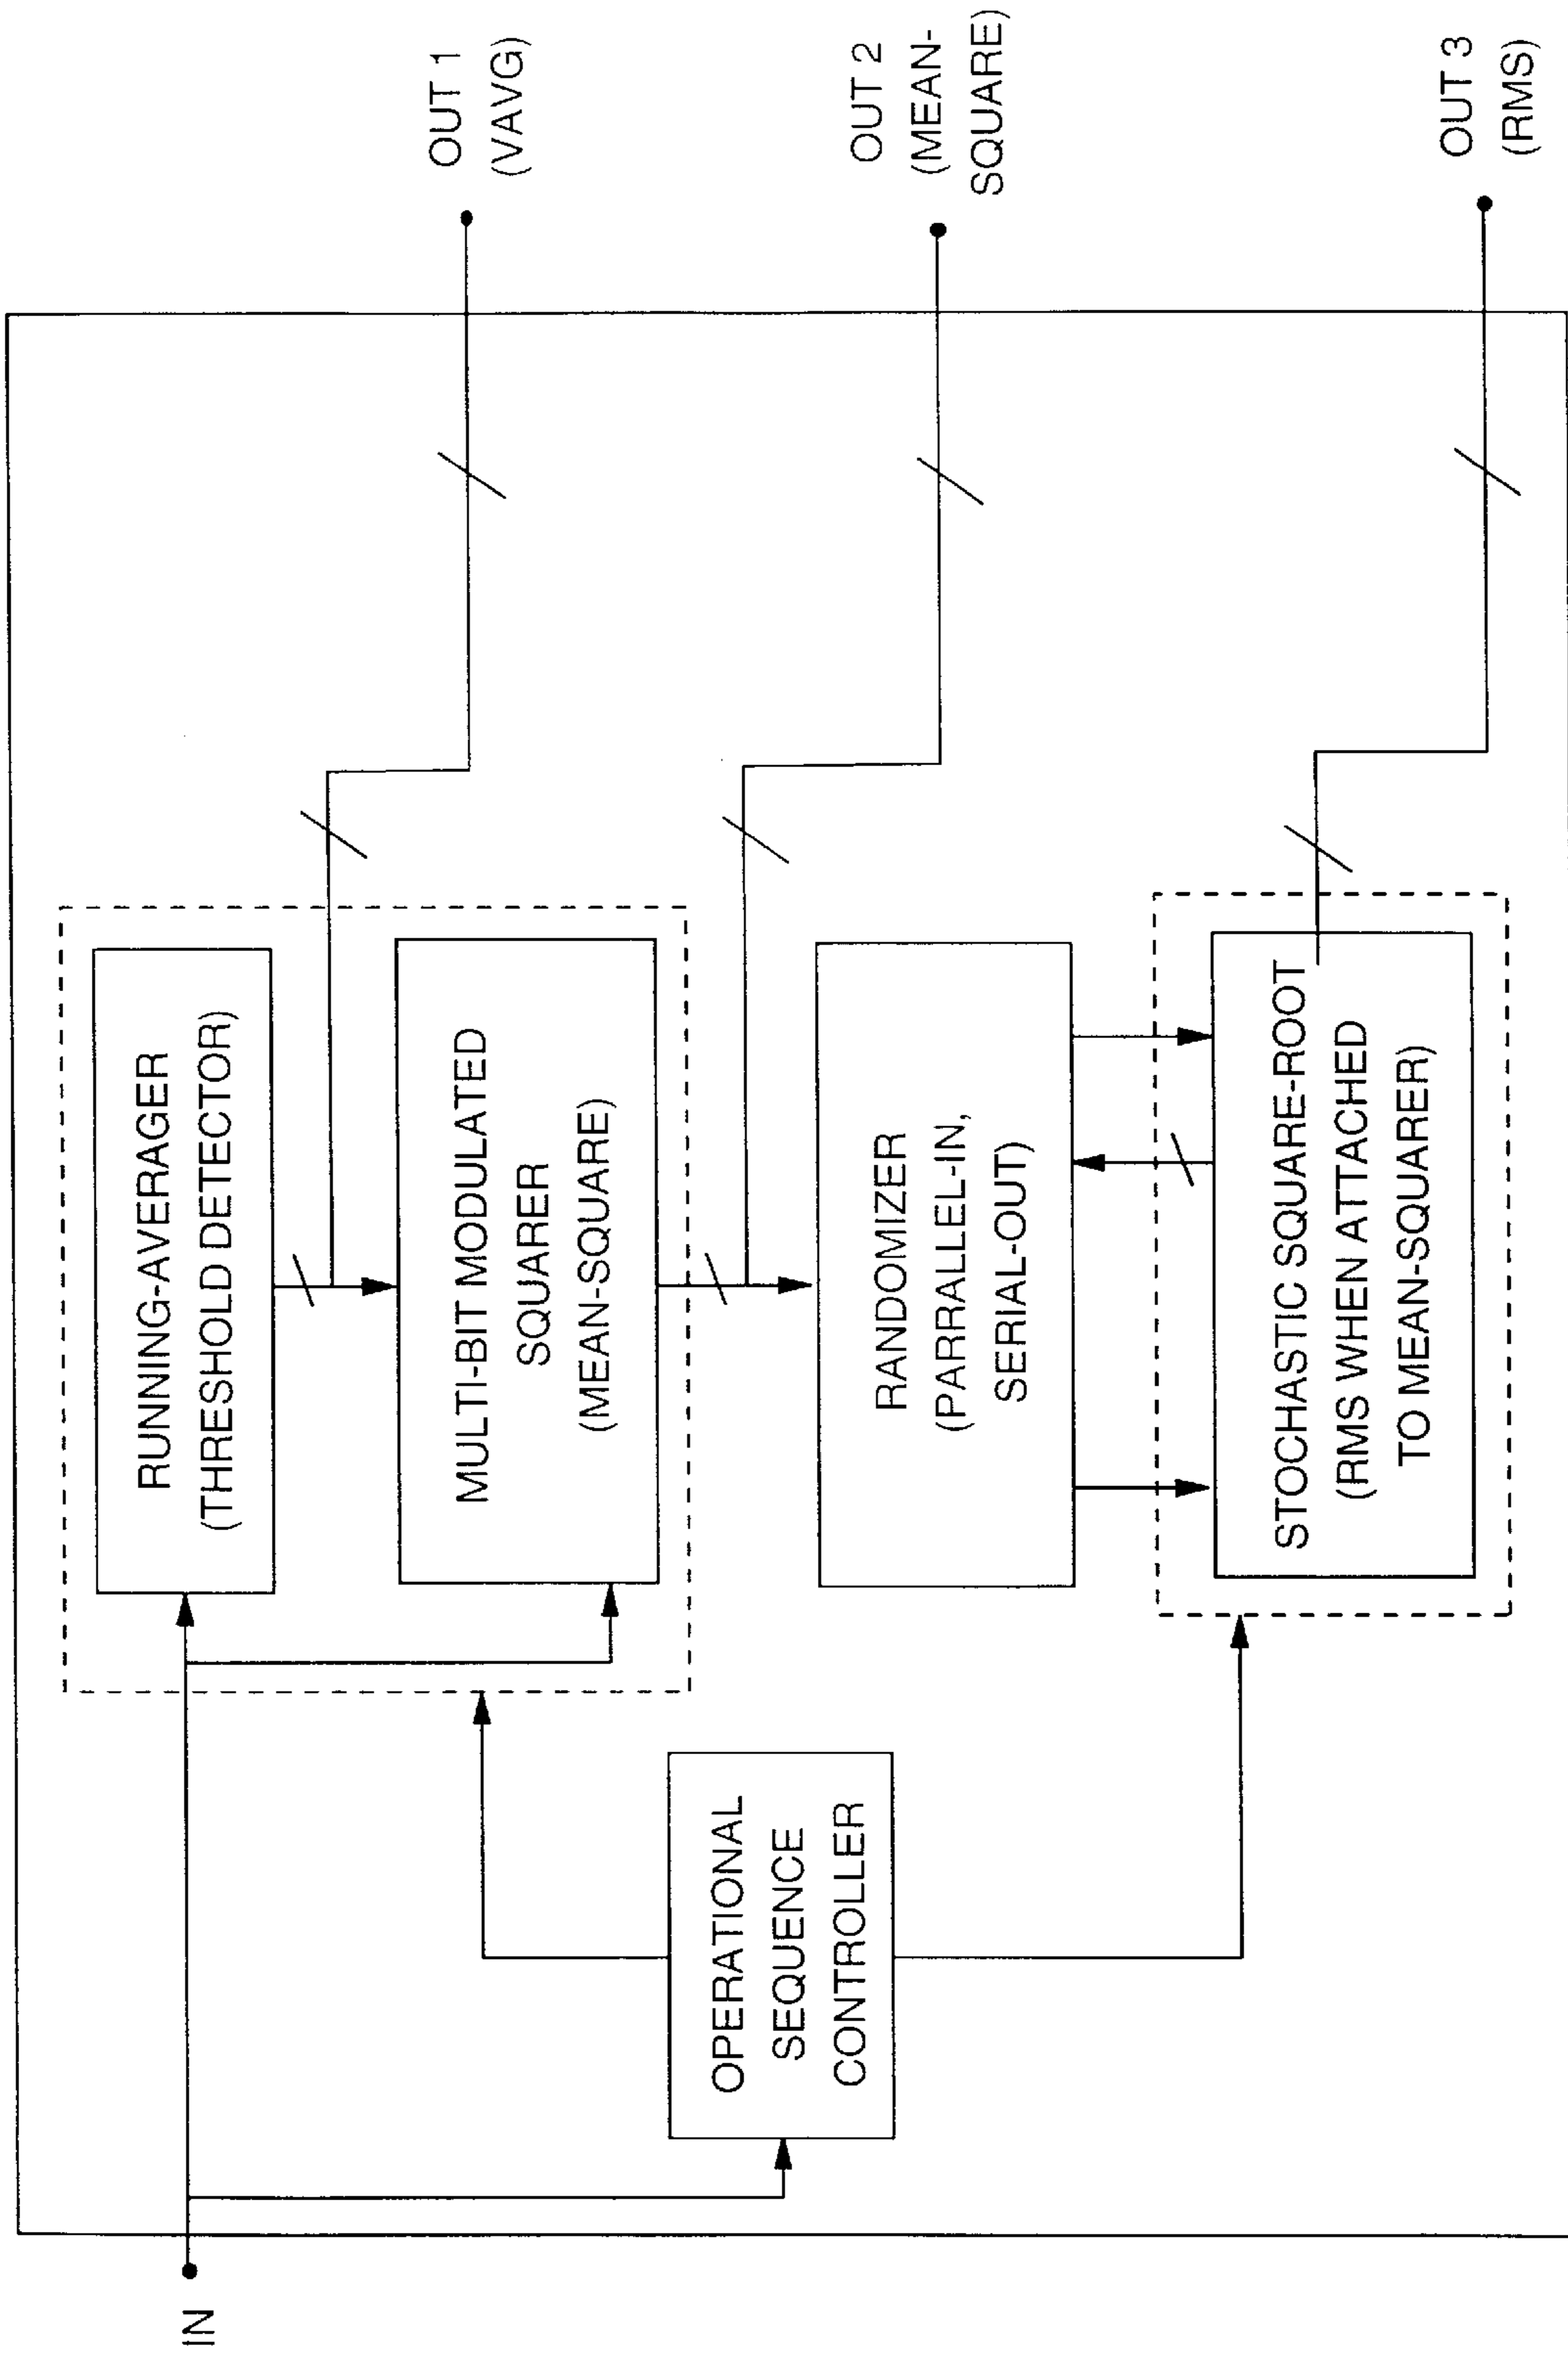 IN
RUNNING-AVERAGER
(THRESHOLD DETECTOR)
OUT 1
(VAVG)
MULTI-BIT MODULATED
SQUARER
(MEAN-SQUARE)
OPERATIONAL
SEQUENCE
CONTROLLER
OUT 2
(MEAN-
SQUARE)
RANDOMIZER
(PARRALLEL-IN,
SERIAL-OUT)
STOCHASTIC SQUARE-ROOT
(RMS WHEN ATTACHED
TO MEAN-SQUARER)
OUT 3
(RMS)